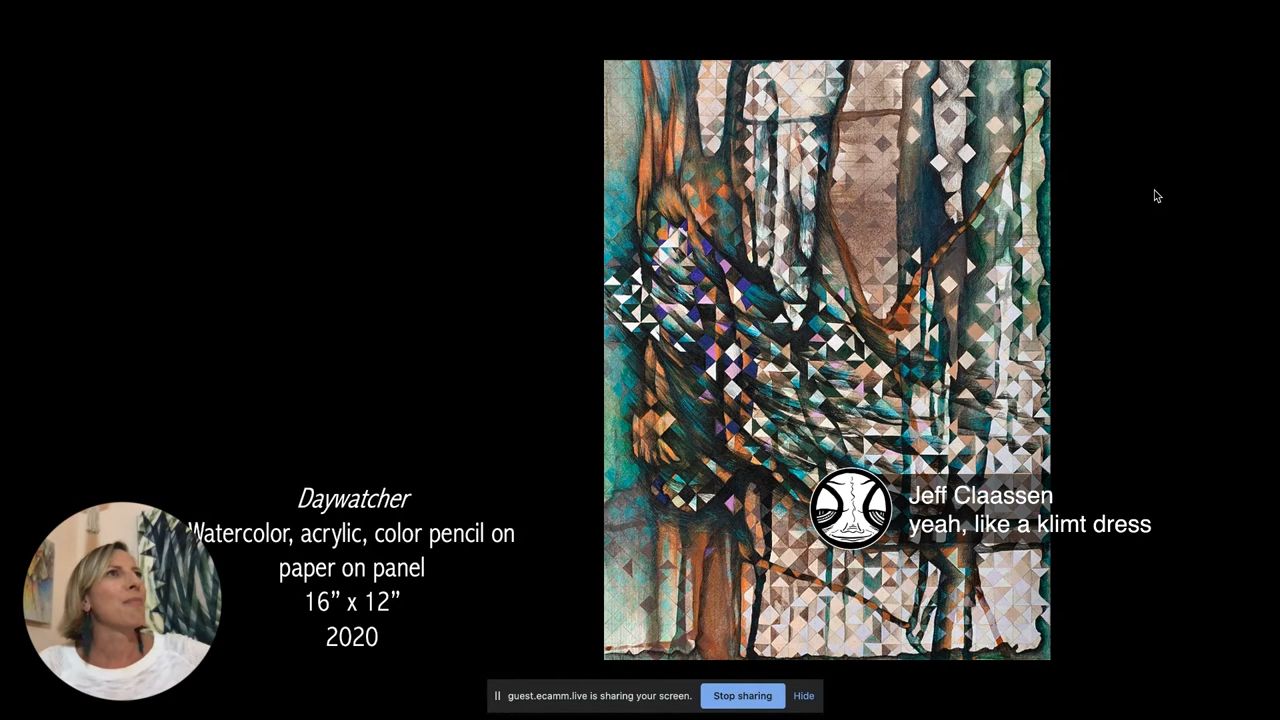 Daywatcher
Watercolor, acrylic, color pencil on
paper on panel
16” x 12”
2020
Jeff Claassen
yeah, like a klimt dress
guest.ecamm.live is sharing your screen. Stop sharing Hide